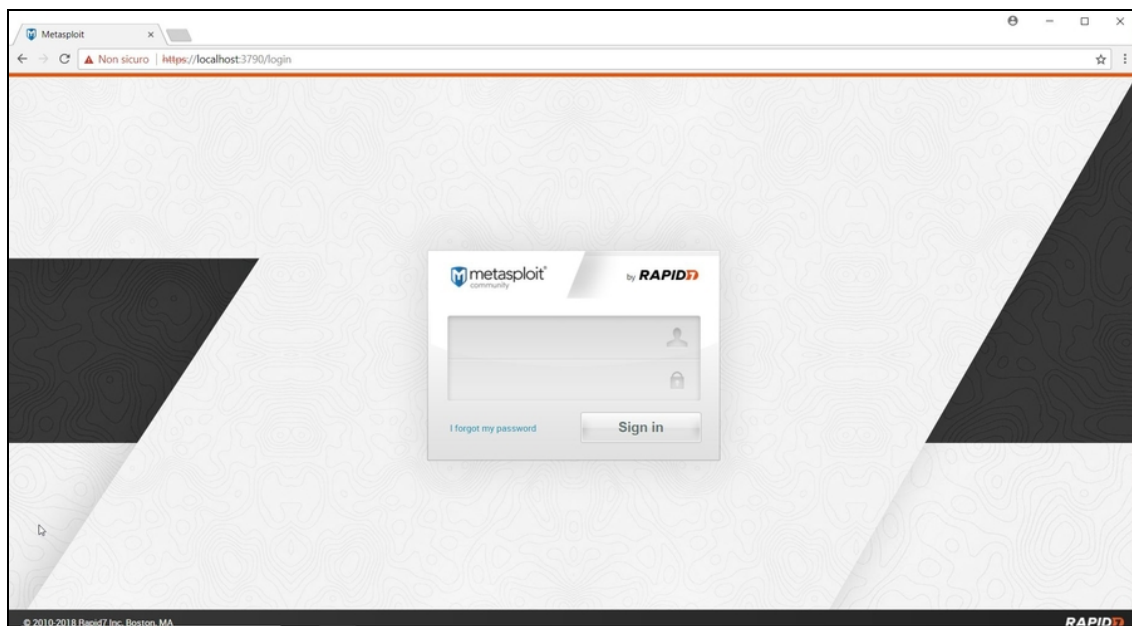 Metasploit
Non sicuro | https://localhost:3790/login
metasploit®
community
by RAPID7
I forgot my password
Sign in
© 2010-2018 Rapid7 Inc. Boston, MA
RAPID7